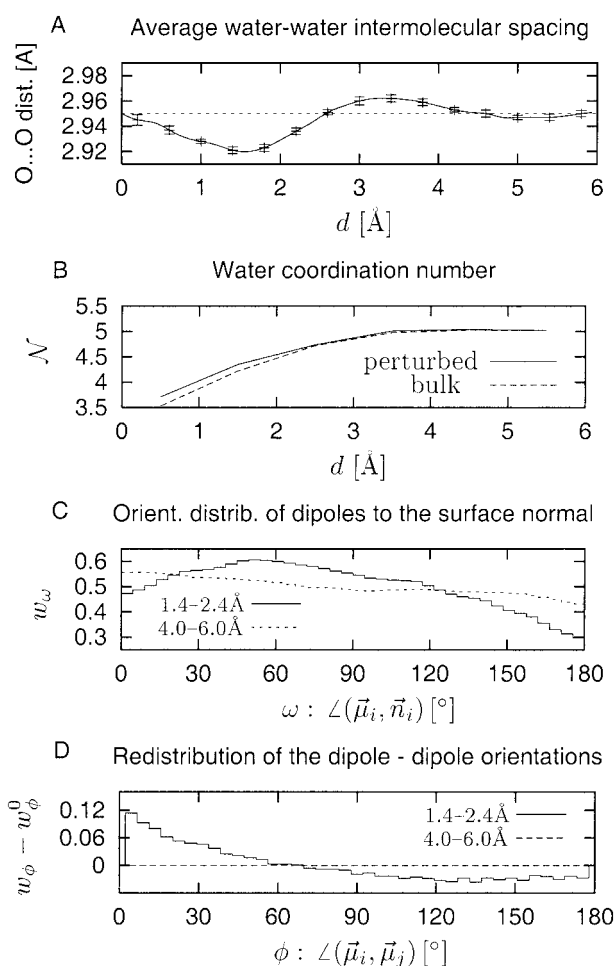 A Average water-water intermolecular spacing
O...O dist. [A]
2.98
2.96
2.94
2.92
0 1 2 3 4 5 6
d [Å]
B Water coordination number
𝒩
5.5
5
4.5
4
3.5
perturbed
bulk
0 1 2 3 4 5 6
d [Å]
C Orient. distrib. of dipoles to the surface normal
w_ω
0.6
0.5
0.4
0.3
1.4–2.4Å
4.0–6.0Å
0 30 60 90 120 150 180
ω : ∠(μ⃗_i, n⃗_i) [°]
D Redistribution of the dipole - dipole orientations
w_ϕ − w_ϕ^0
0.12
0.06
0
1.4–2.4Å
4.0–6.0Å
0 30 60 90 120 150 180
ϕ : ∠(μ⃗_i, μ⃗_j) [°]